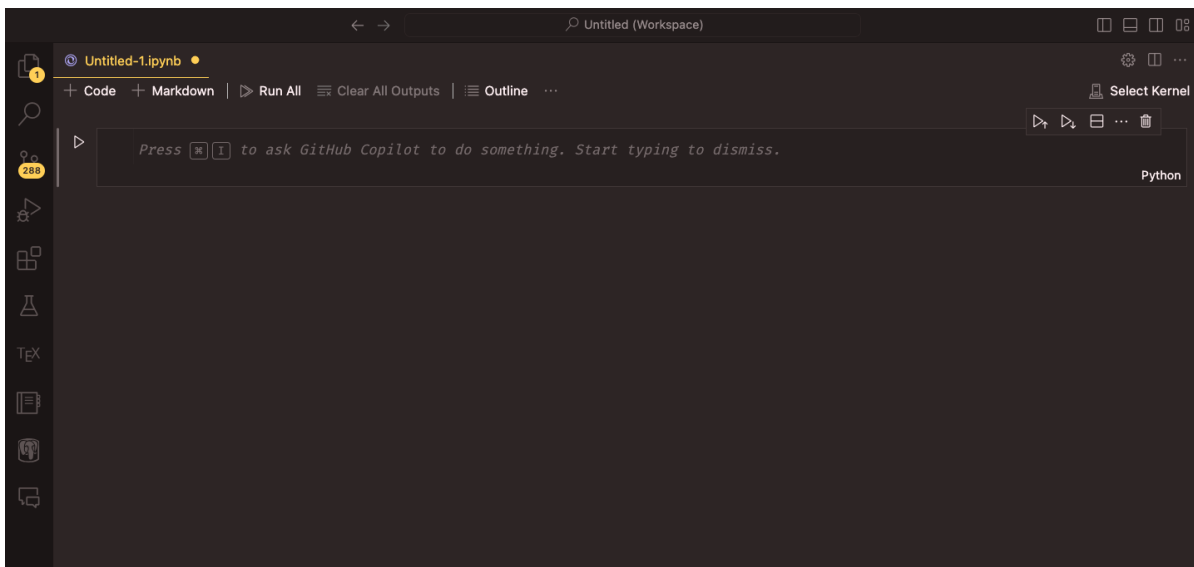 Untitled (Workspace)
1
Untitled-1.ipynb
Code Markdown Run All Clear All Outputs Outline ... Select Kernel
Press ⌘ I to ask GitHub Copilot to do something. Start typing to dismiss.
288
Python
TEX